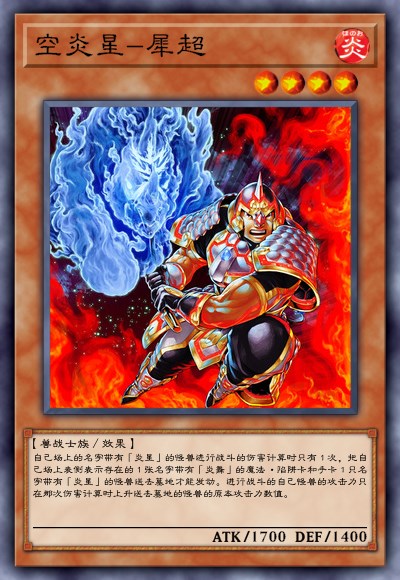 空炎星-犀超
ほのお
炎
【兽战士族/效果】
自己场上的名字带有「炎星」的怪兽进行战斗的伤害计算时只有1次，把自
己场上表侧表示存在的1张名字带有「炎舞」的魔法·陷阱卡和手卡1只名
字带有「炎星」的怪兽送去墓地才能发动。进行战斗的自己怪兽的攻击力只
在那次伤害计算时上升送去墓地的怪兽的原本攻击力数值。
ATK/1700 DEF/1400